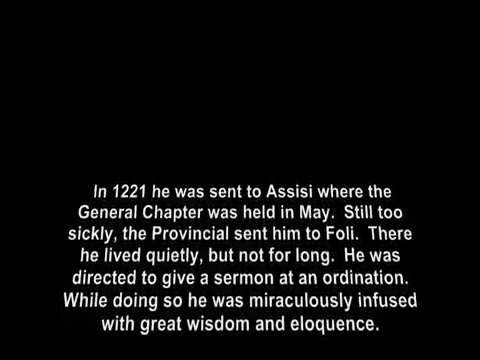 In 1221 he was sent to Assisi where the
General Chapter was held in May.  Still too
sickly, the Provincial sent him to Foli.  There
he lived quietly, but not for long.  He was
directed to give a sermon at an ordination.
While doing so he was miraculously infused
with great wisdom and eloquence.